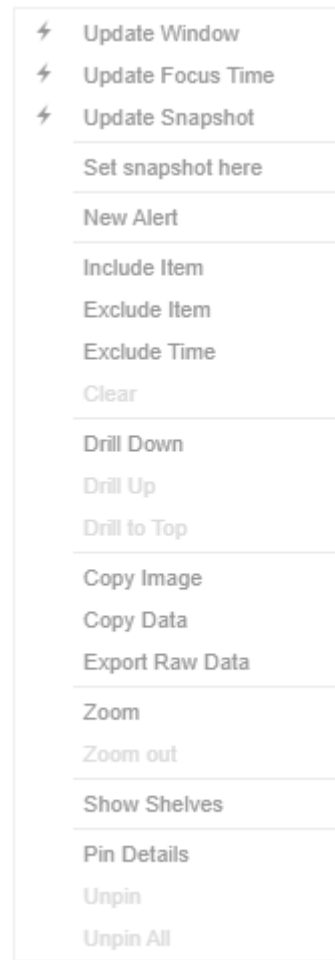 Update Window
Update Focus Time
Update Snapshot
Set snapshot here
New Alert
Include Item
Exclude Item
Exclude Time
Clear
Drill Down
Drill Up
Drill to Top
Copy Image
Copy Data
Export Raw Data
Zoom
Zoom out
Show Shelves
Pin Details
Unpin
Unpin All